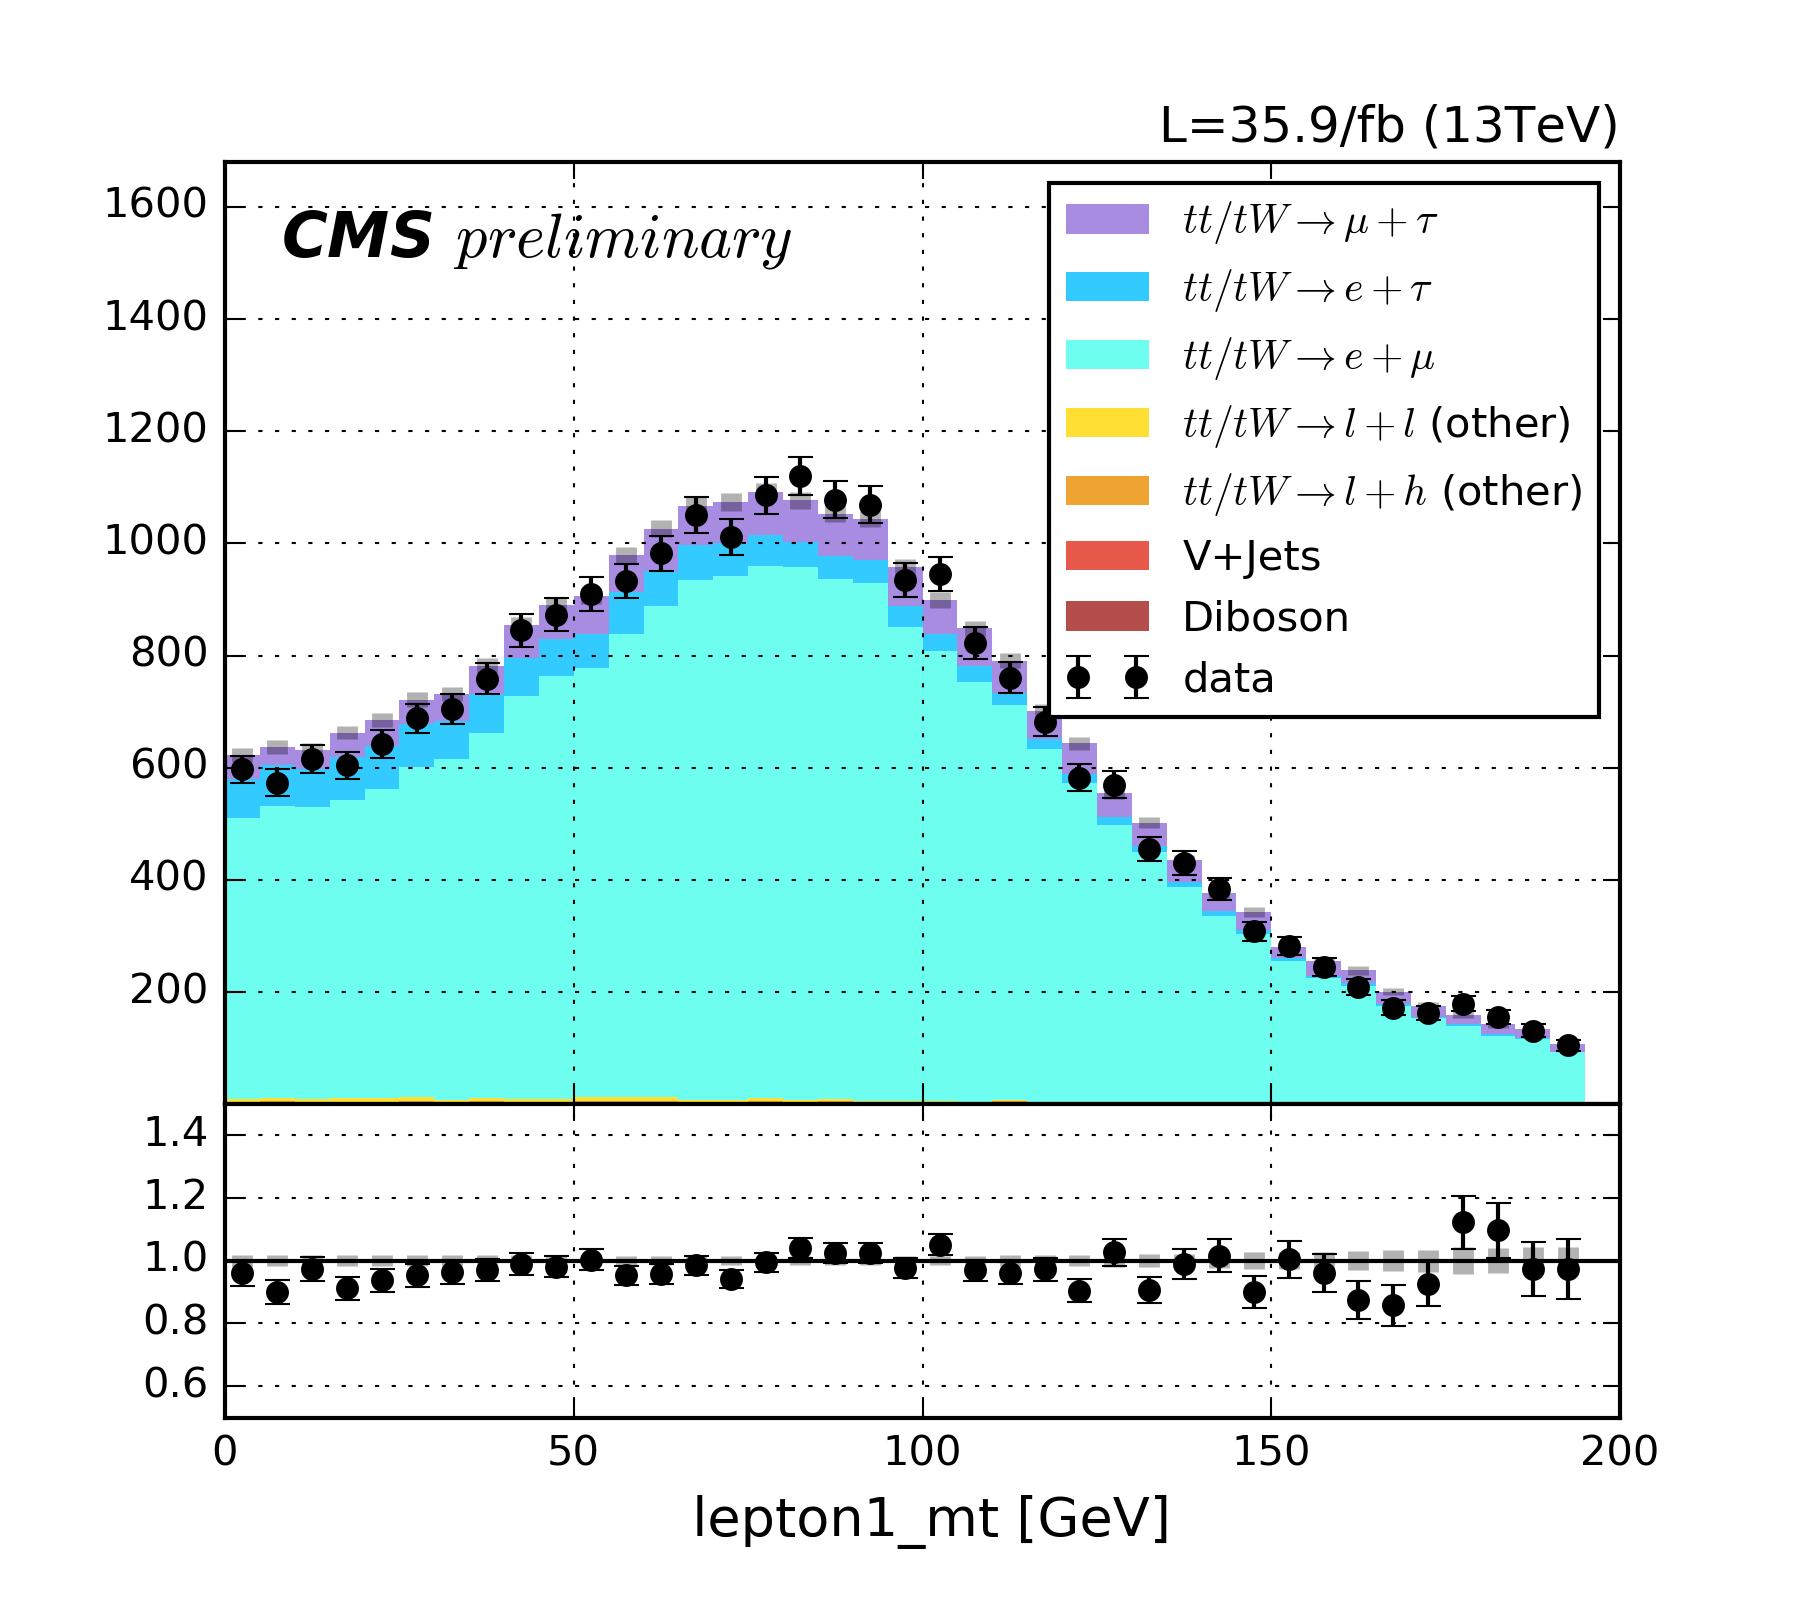 L=35.9/fb (13TeV)
CMS preliminary
1600
1400
1200
1000
800
600
400
200
tt/tW → μ + τ
tt/tW → e + τ
tt/tW → e + μ
tt/tW → l + l (other)
tt/tW → l + h (other)
V+Jets
Diboson
data
1.4
1.2
1.0
0.8
0.6
0 50 100 150 200
lepton1_mt [GeV]